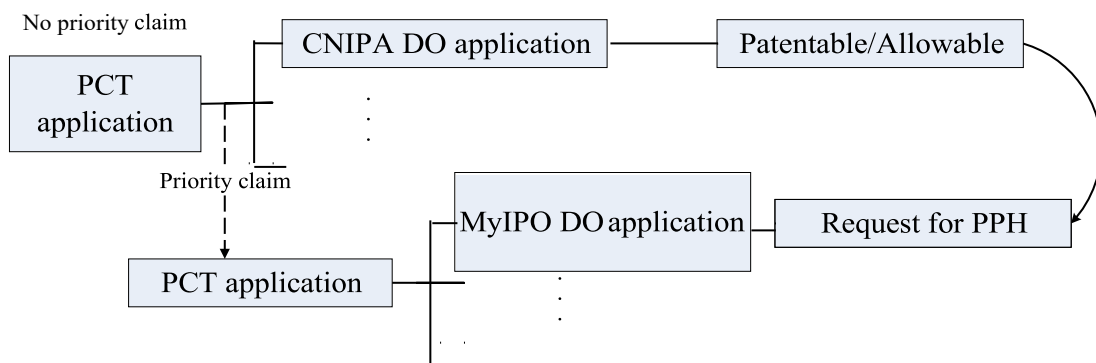 No priority claim
CNIPA DO application
Patentable/Allowable
PCT
application
Priority claim
MyIPO DO application
Request for PPH
PCT application